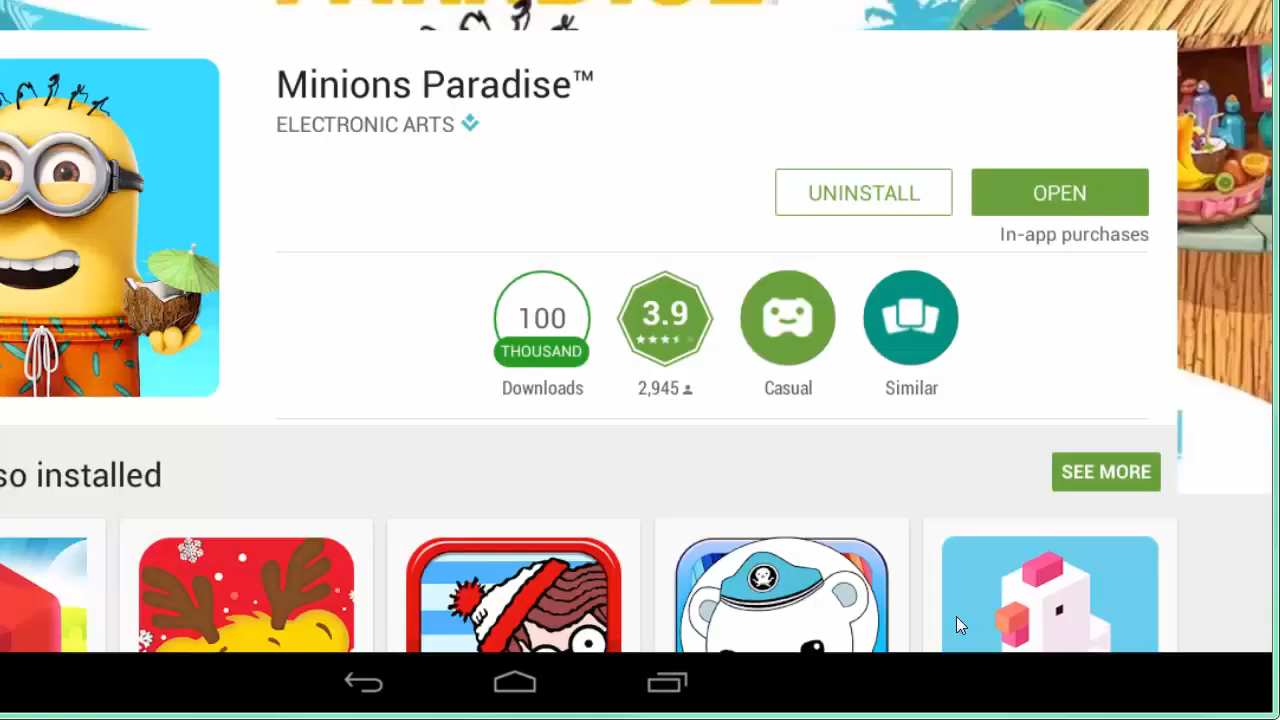 PARADISE
Minions Paradise™
ELECTRONIC ARTS
UNINSTALL
OPEN
In-app purchases
100
THOUSAND
3.9
Downloads
2,945
Casual
Similar
so installed
SEE MORE